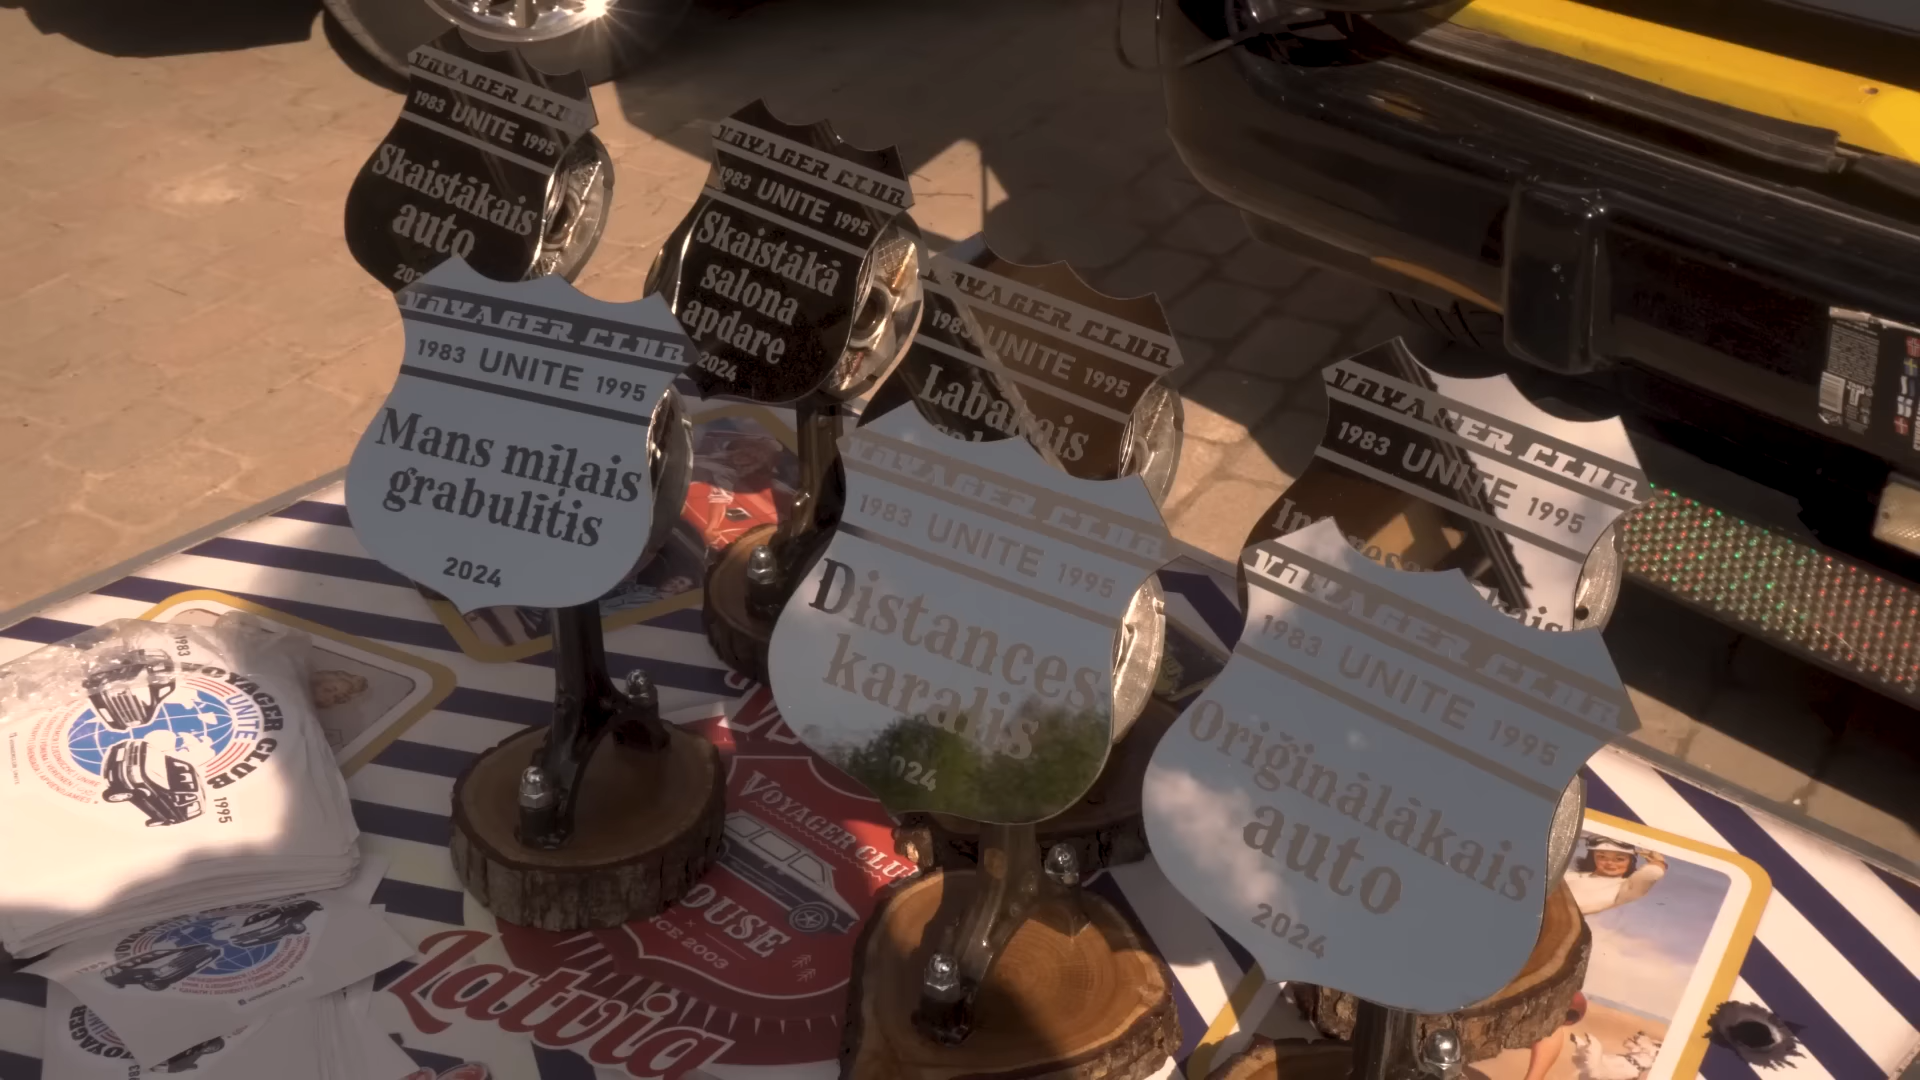 VOYAGER CLUB
1983 UNITE 1995
Skaistākais
auto
VOYAGER CLUB
1983 UNITE 1995
Skaistākā
salona
apdare
2024
VOYAGER CLUB
1983 UNITE 1995
Labakais
VOYAGER CLUB
1983 UNITE 1995
VOYAGER CLUB
1983 UNITE 1995
Mans mīļais
grabulītis
2024
VOYAGER CLUB
1983 UNITE 1995
Distances
karalis
2024
VOYAGER CLUB
1983 UNITE 1995
Oriģinālākais
auto
2024
1983
VOYAGER CLUB
UNITE
1995
VOYAGER CLUB
Latvia